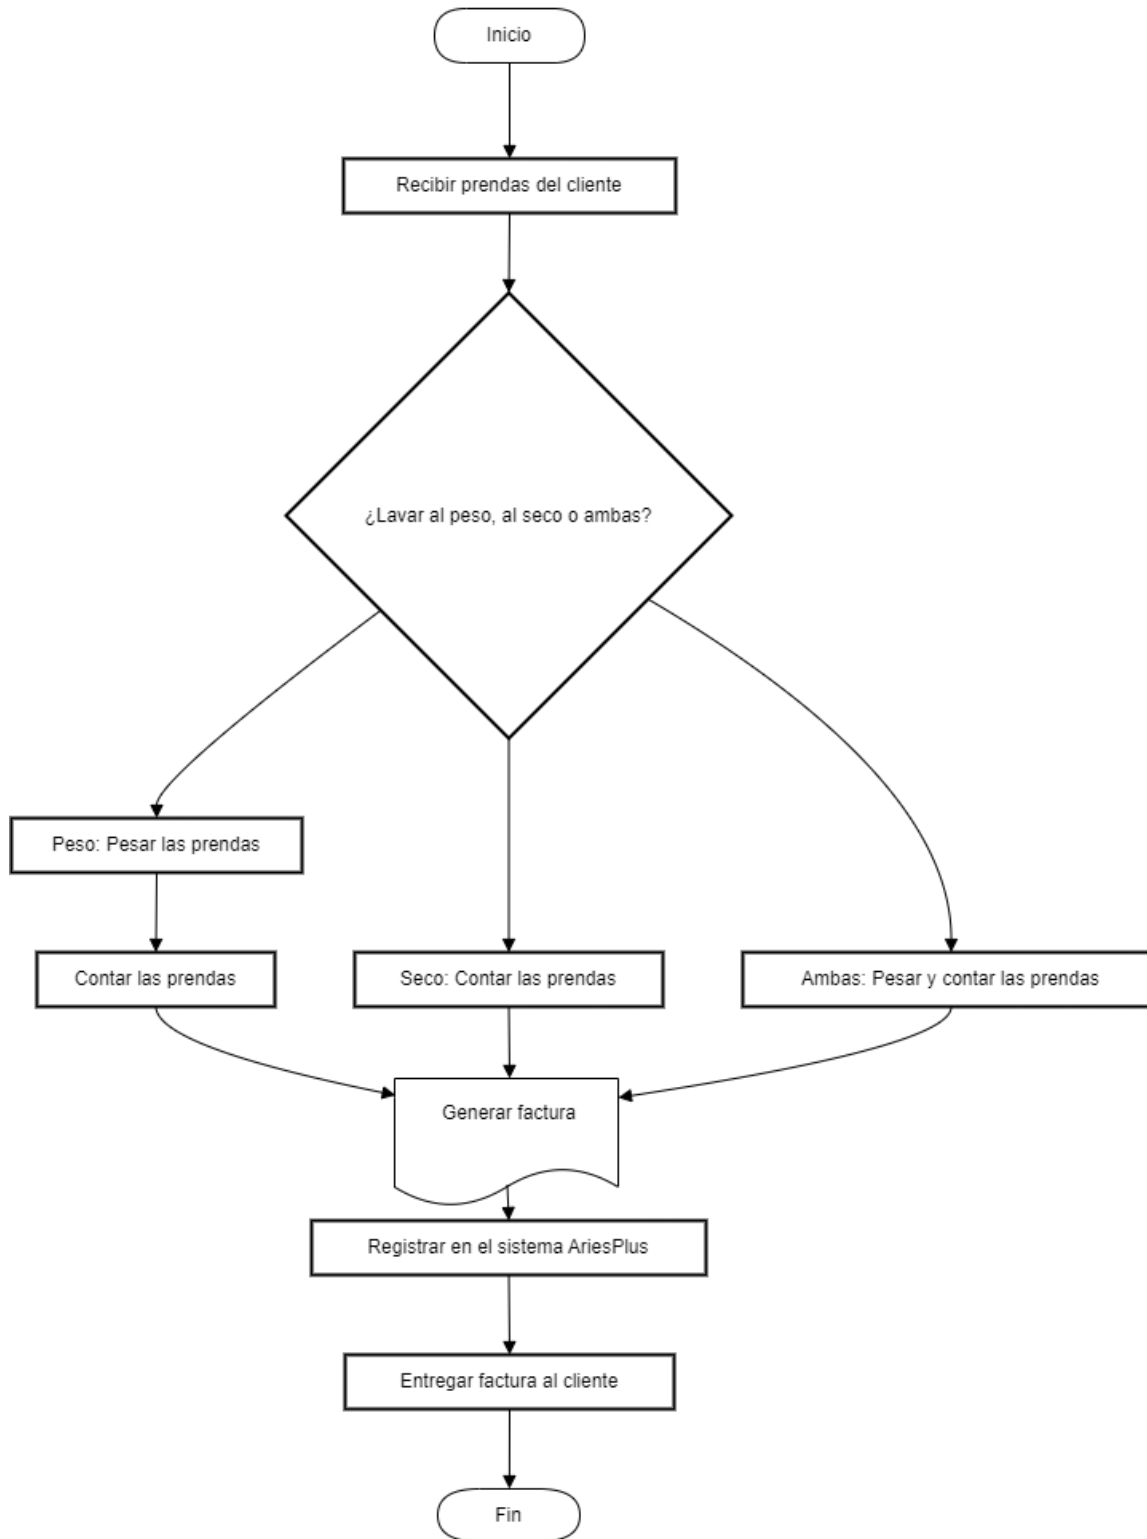 Inicio
Recibir prendas del cliente
¿Lavar al peso, al seco o ambas?
Peso: Pesar las prendas
Contar las prendas
Seco: Contar las prendas
Ambas: Pesar y contar las prendas
Generar factura
Registrar en el sistema AriesPlus
Entregar factura al cliente
Fin